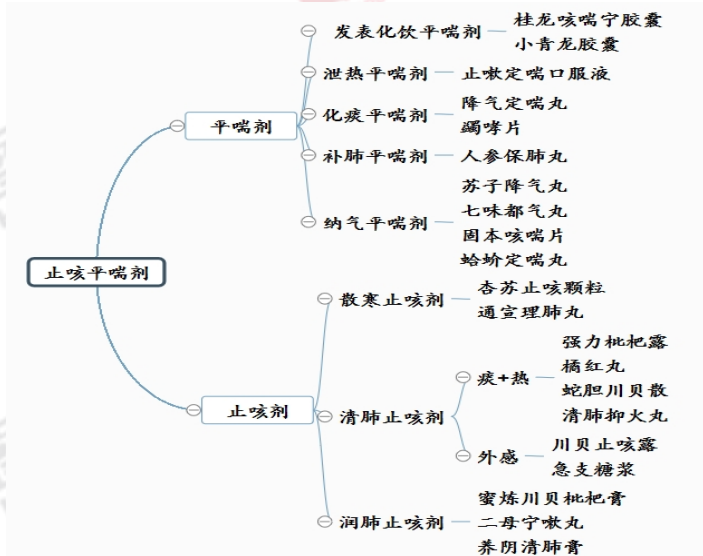 止咳平喘剂
平喘剂
发表化饮平喘剂
桂龙咳喘宁胶囊
小青龙胶囊
泄热平喘剂
止嗽定喘口服液
化痰平喘剂
降气定喘丸
蠲哮片
补肺平喘剂
人参保肺丸
纳气平喘剂
苏子降气丸
七味都气丸
固本咳喘片
蛤蚧定喘丸
止咳剂
散寒止咳剂
杏苏止咳颗粒
通宣理肺丸
清肺止咳剂
痰+热
强力枇杷露
橘红丸
蛇胆川贝散
清肺抑火丸
外感
川贝止咳露
急支糖浆
润肺止咳剂
蜜炼川贝枇杷膏
二母宁嗽丸
养阴清肺膏